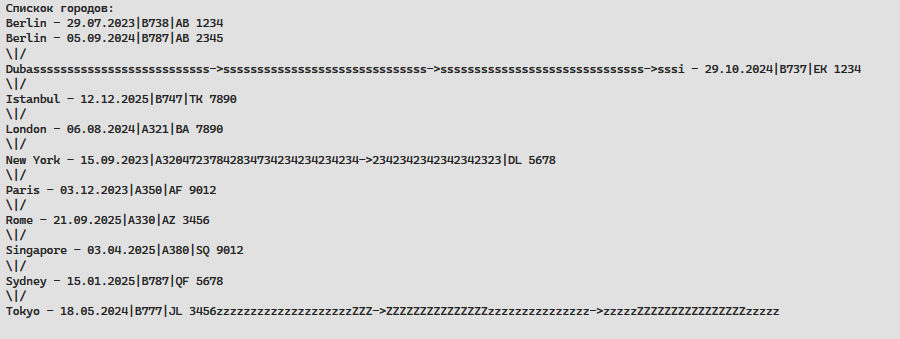 Спискок городов:
Berlin - 29.07.2023|B738|AB 1234
Berlin - 05.09.2024|B787|AB 2345
\|/
Dubassssssssssssssssssssssssss->ssssssssssssssssssssssssssssss->ssssssssssssssssssssssssssssss->sssi - 29.10.2024|B737|EK 1234
\|/
Istanbul - 12.12.2025|B747|TK 7890
\|/
London - 06.08.2024|A321|BA 7890
\|/
New York - 15.09.2023|A32047237842834734234234234234->2342342342342342323|DL 5678
\|/
Paris - 03.12.2023|A350|AF 9012
\|/
Rome - 21.09.2025|A330|AZ 3456
\|/
Singapore - 03.04.2025|A380|SQ 9012
\|/
Sydney - 15.01.2025|B787|QF 5678
\|/
Tokyo - 18.05.2024|B777|JL 3456zzzzzzzzzzzzzzzzzzzzZZZ->ZZZZZZZZZZZZZZZzzzzzzzzzzzzzzz->zzzzzZZZZZZZZZZZZZZZZzzzzz